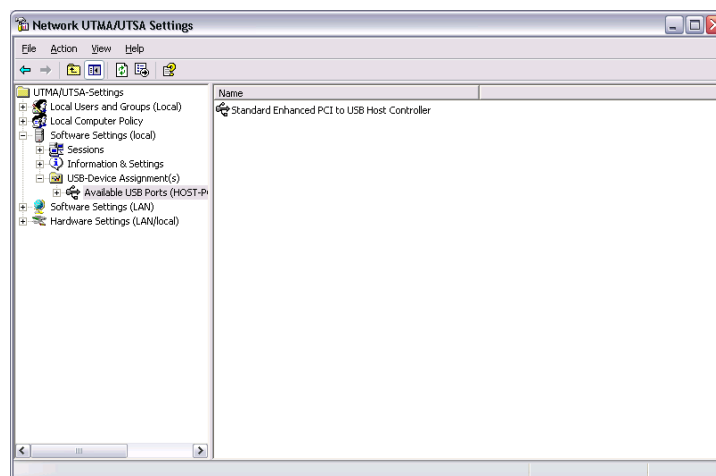 Network UTMA/UTSA Settings
File Action View Help
UTMA/UTSA-Settings
Local Users and Groups (Local)
Local Computer Policy
Software Settings (local)
Sessions
Information & Settings
USB-Device Assignment(s)
Available USB Ports (HOST-P
Software Settings (LAN)
Hardware Settings (LAN/local)
Name
Standard Enhanced PCI to USB Host Controller